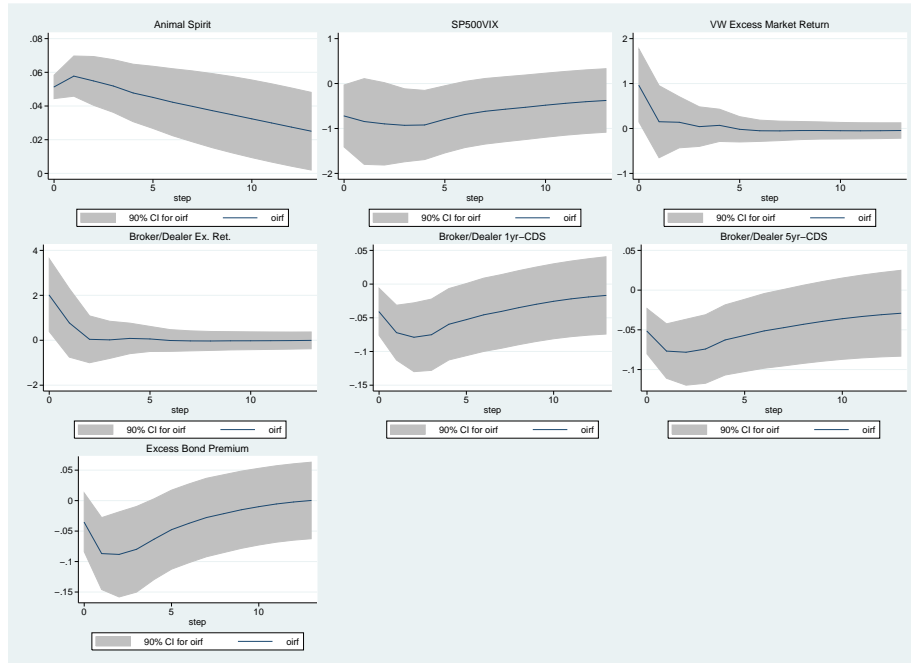 Animal Spirit
.08
.06
.04
.02
0
0 5 10
step
90% CI for oirf oirf
SP500VIX
1
0
−1
−2
0 5 10
step
90% CI for oirf oirf
VW Excess Market Return
2
1
0
−1
0 5 10
step
90% CI for oirf oirf
Broker/Dealer Ex. Ret.
4
2
0
−2
0 5 10
step
90% CI for oirf oirf
Broker/Dealer 1yr−CDS
.05
0
−.05
−.1
−.15
0 5 10
step
90% CI for oirf oirf
Broker/Dealer 5yr−CDS
.05
0
−.05
−.1
0 5 10
step
90% CI for oirf oirf
Excess Bond Premium
.05
0
−.05
−.1
−.15
0 5 10
step
90% CI for oirf oirf